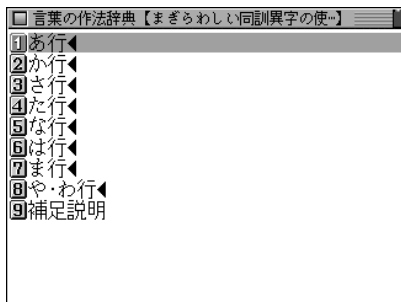 言葉の作法辞典【まぎらわしい同訓異字の使…】
1あ行◀
2か行◀
3さ行◀
4た行◀
5な行◀
6は行◀
7ま行◀
8や･わ行◀
9補足説明